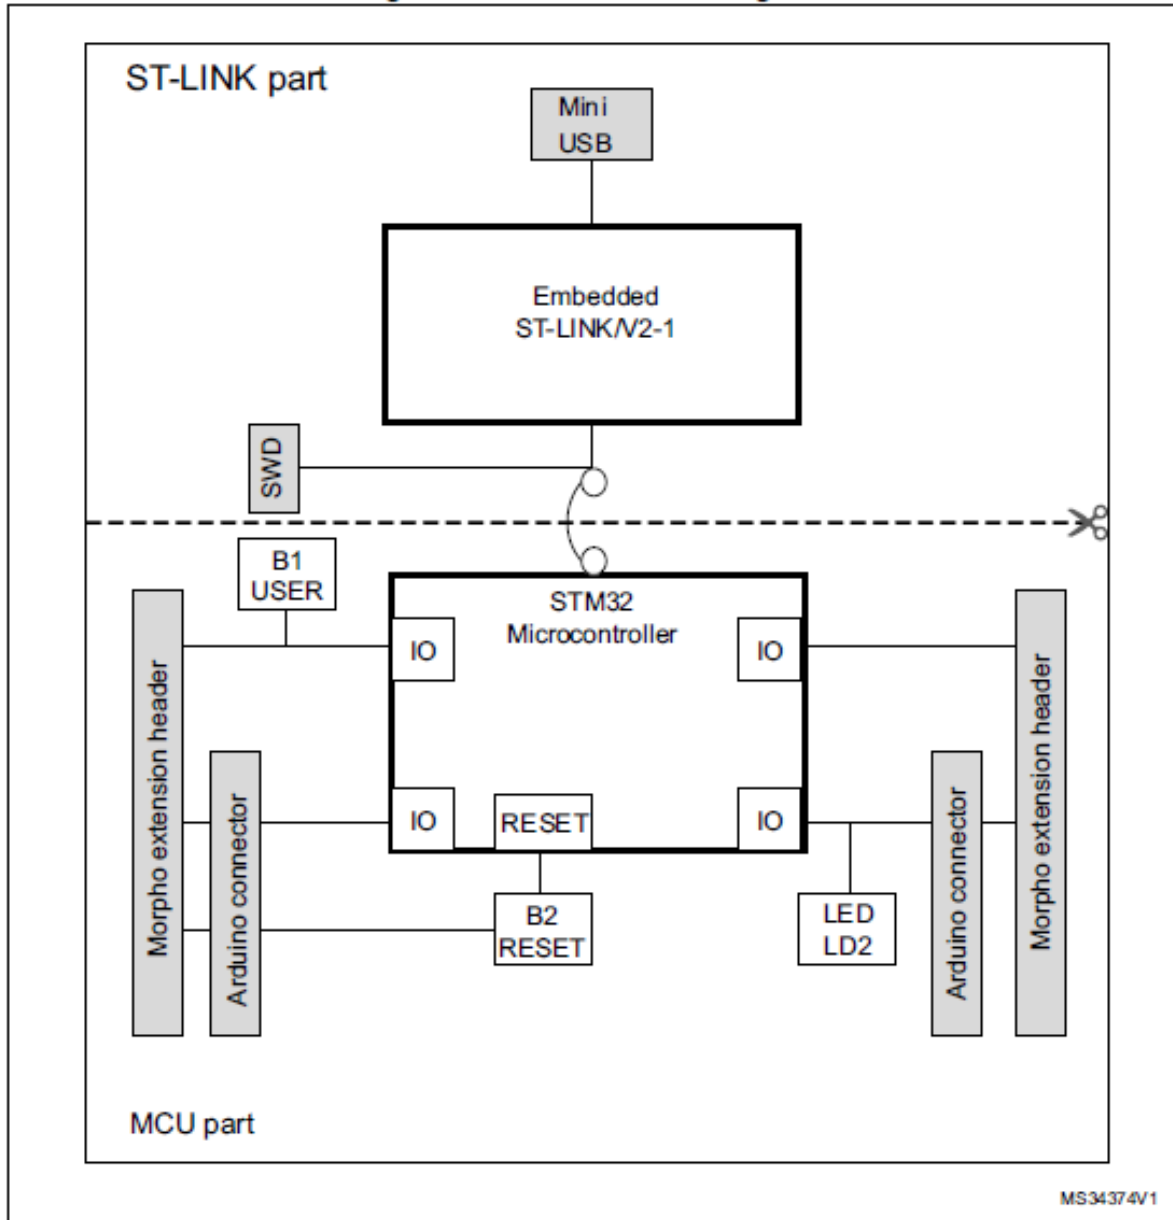 ST-LINK part
Mini
USB
Embedded
ST-LINK/V2-1
SWD
B1
USER
STM32
Microcontroller
IO
IO
Morpho extension header
Arduino connector
IO
RESET
IO
Arduino connector
Morpho extension header
B2
RESET
LED
LD2
MCU part
MS34374V1